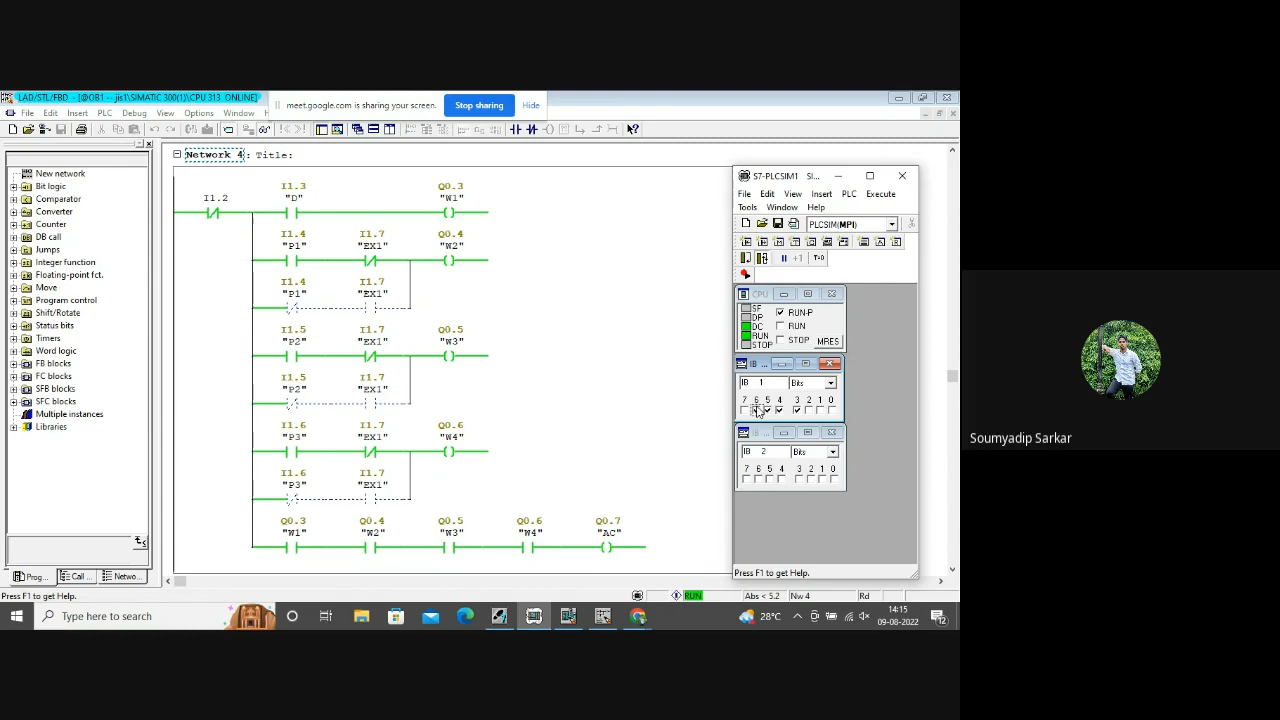 LAD/STL/FBD - [@OB1 -- jis1\SIMATIC 300(1)\CPU 313 ONLINE]
meet.google.com is sharing your screen.
Stop sharing
Hide
File Edit Insert PLC Debug View Options Window
Network 4: Title:
New network
Bit logic
Comparator
Converter
Counter
DB call
Jumps
Integer function
Floating-point fct.
Move
Program control
Shift/Rotate
Status bits
Timers
Word logic
FB blocks
FC blocks
SFB blocks
SFC blocks
Multiple instances
Libraries
Prog... Call ... Netwo...
I1.2
I1.3 Q0.3
"D" "W1"
I1.4 I1.7 Q0.4
"P1" "EX1" "W2"
I1.4 I1.7
"P1" "EX1"
I1.5 I1.7 Q0.5
"P2" "EX1" "W3"
I1.5 I1.7
"P2" "EX1"
I1.6 I1.7 Q0.6
"P3" "EX1" "W4"
I1.6 I1.7
"P3" "EX1"
Q0.3 Q0.4 Q0.5 Q0.6 Q0.7
"W1" "W2" "W3" "W4" "AC"
S7-PLCSIM1 SI...
File Edit View Insert PLC Execute
Tools Window Help
PLCSIM(MPI)
+1 T=0
CPU
SF
DP
DC
RUN
STOP
RUN-P
RUN
STOP
MRES
IB ...
IB 1 Bits
7 6 5 4 3 2 1 0
IB 2 Bits
7 6 5 4 3 2 1 0
Press F1 to get Help.
Press F1 to get Help.
RUN
Abs < 5.2
Nw 4
Rd
Type here to search
28°C
14:15
09-08-2022
12
Soumyadip Sarkar